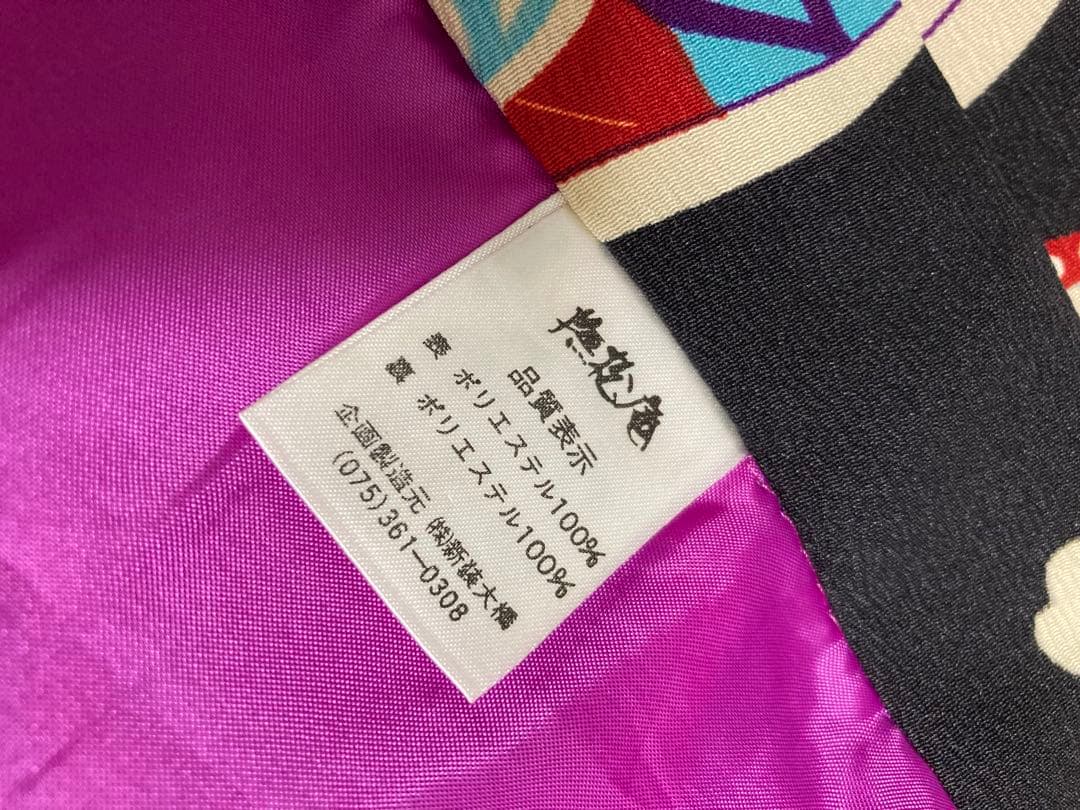 撫松庵
品質表示
表 ポリエステル100%
裏 ポリエステル100%
企画製造元 ㈱新装大橋
(075)361-0308